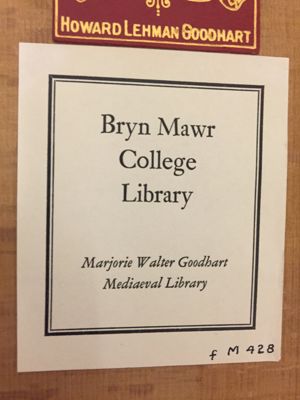 HOWARD LEHMAN GOODHART
Bryn Mawr
College
Library
Marjorie Walter Goodhart
Mediaeval Library
f M 428